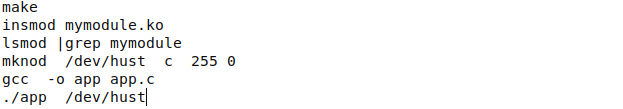 make
insmod mymodule.ko
lsmod |grep mymodule
mknod  /dev/hust  c  255 0
gcc  -o app app.c
./app  /dev/hust